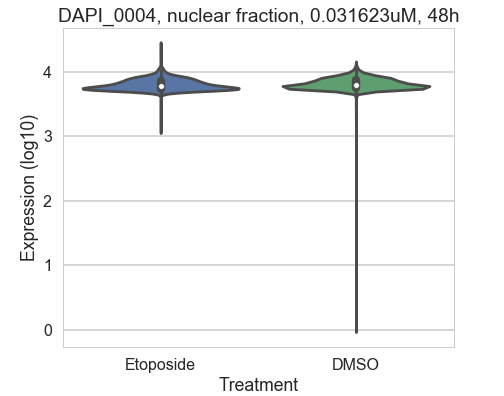 DAPI_0004, nuclear fraction, 0.031623uM, 48h
4
3
2
1
0
Expression (log10)
Etoposide
DMSO
Treatment